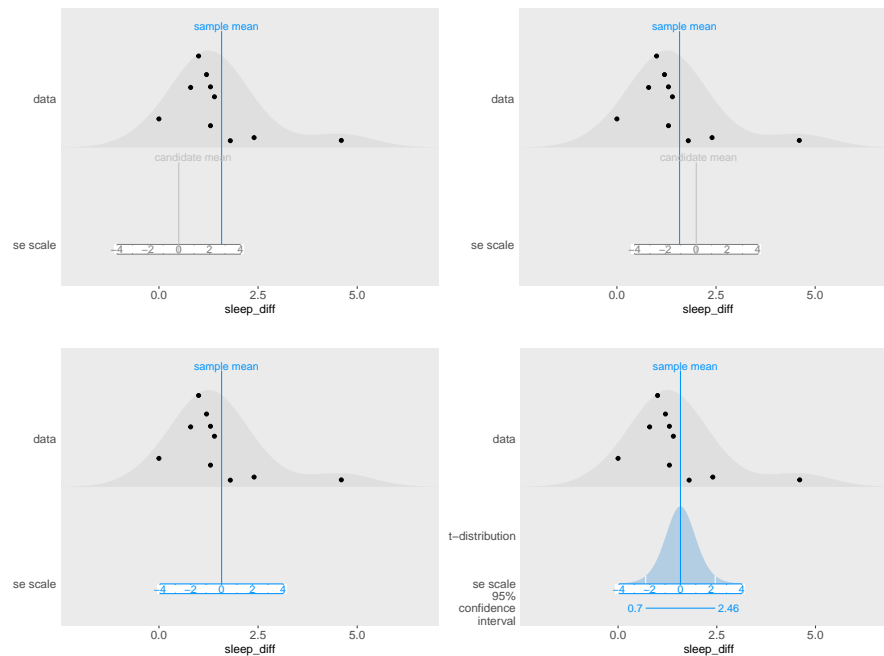 sample mean
data
candidate mean
se scale
−4 −2 0 2 4
0.0 2.5 5.0
sleep_diff
sample mean
data
candidate mean
se scale
−4 −2 0 2 4
0.0 2.5 5.0
sleep_diff
sample mean
data
se scale
−4 −2 0 2 4
0.0 2.5 5.0
sleep_diff
sample mean
data
t−distribution
se scale
−4 −2 0 2 4
95%
confidence
interval
0.7 2.46
0.0 2.5 5.0
sleep_diff